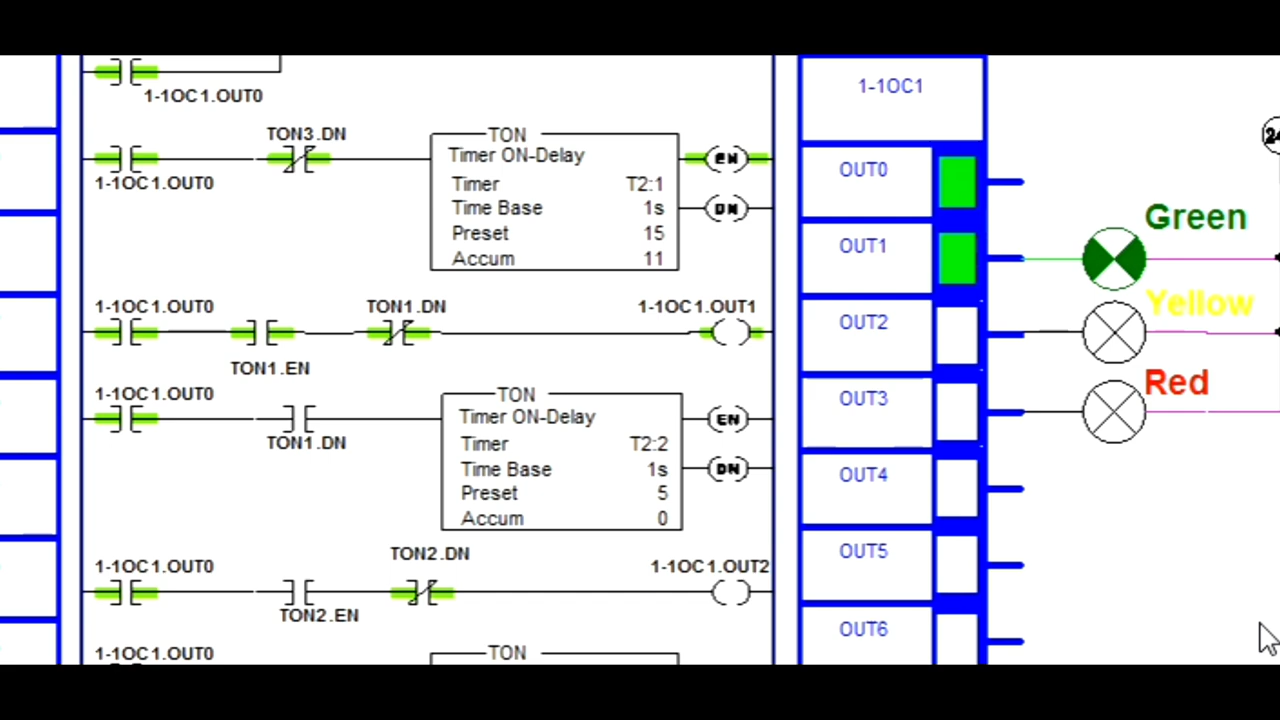 1-1OC1.OUT0
TON3.DN
1-1OC1.OUT0
TON
Timer ON-Delay
Timer T2:1
Time Base 1s
Preset 15
Accum 11
EN
DN
1-1OC1.OUT0
TON1.EN
TON1.DN
1-1OC1.OUT1
1-1OC1.OUT0
TON1.DN
TON
Timer ON-Delay
Timer T2:2
Time Base 1s
Preset 5
Accum 0
EN
DN
1-1OC1.OUT0
TON2.EN
TON2.DN
1-1OC1.OUT2
1-1OC1.OUT0
TON
1-1OC1
OUT0
OUT1
OUT2
OUT3
OUT4
OUT5
OUT6
Green
Yellow
Red